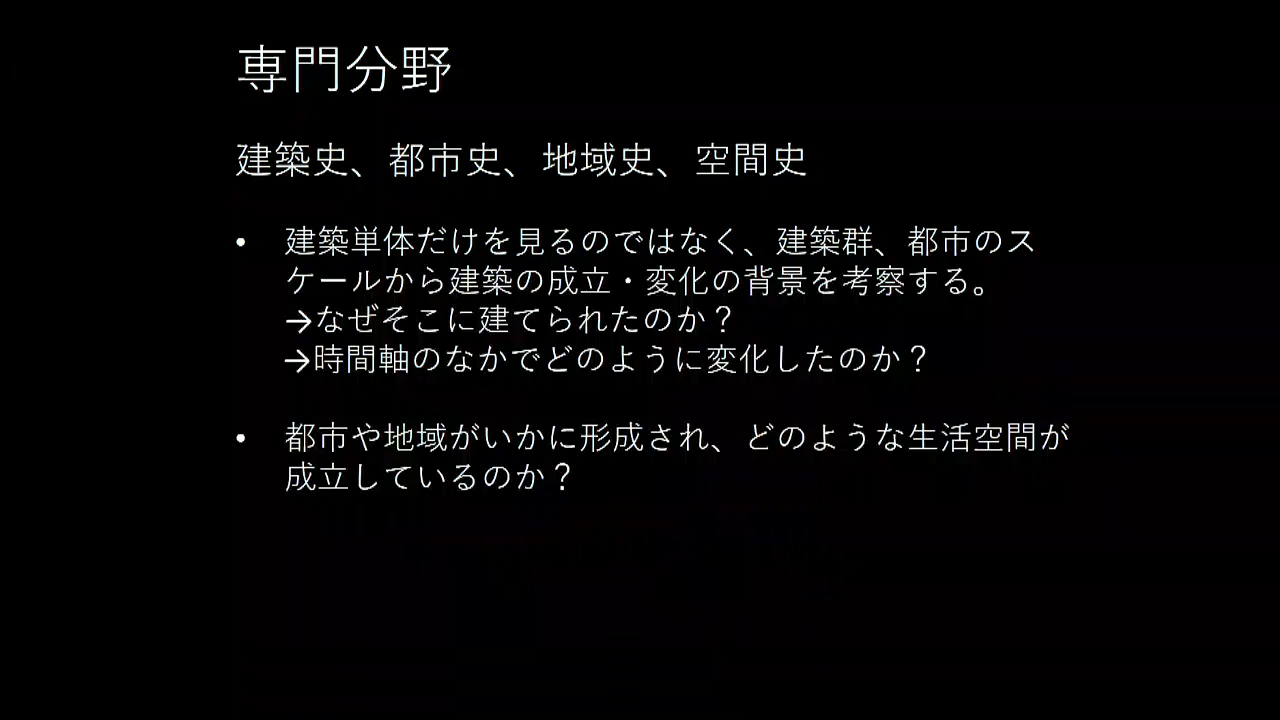 専門分野
建築史、都市史、地域史、空間史
• 建築単体だけを見るのではなく、建築群、都市のス
ケールから建築の成立・変化の背景を考察する。
→なぜそこに建てられたのか？
→時間軸のなかでどのように変化したのか？
• 都市や地域がいかに形成され、どのような生活空間が
成立しているのか？